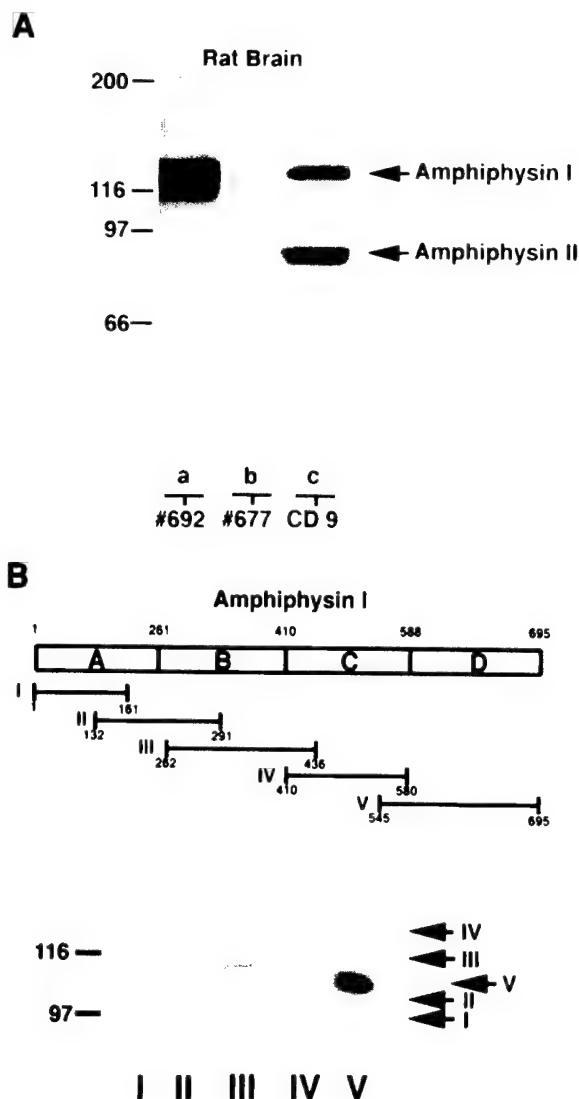 A
Rat Brain
200
116
97
66
Amphiphysin I
Amphiphysin II
a b c
#692 #677 CD 9
B
Amphiphysin I
1 261 410 588 695
A B C D
I
1 161
II
132 291
III
262 436
IV
410 580
V
545 695
116
97
IV
III
V
II
I
I II III IV V